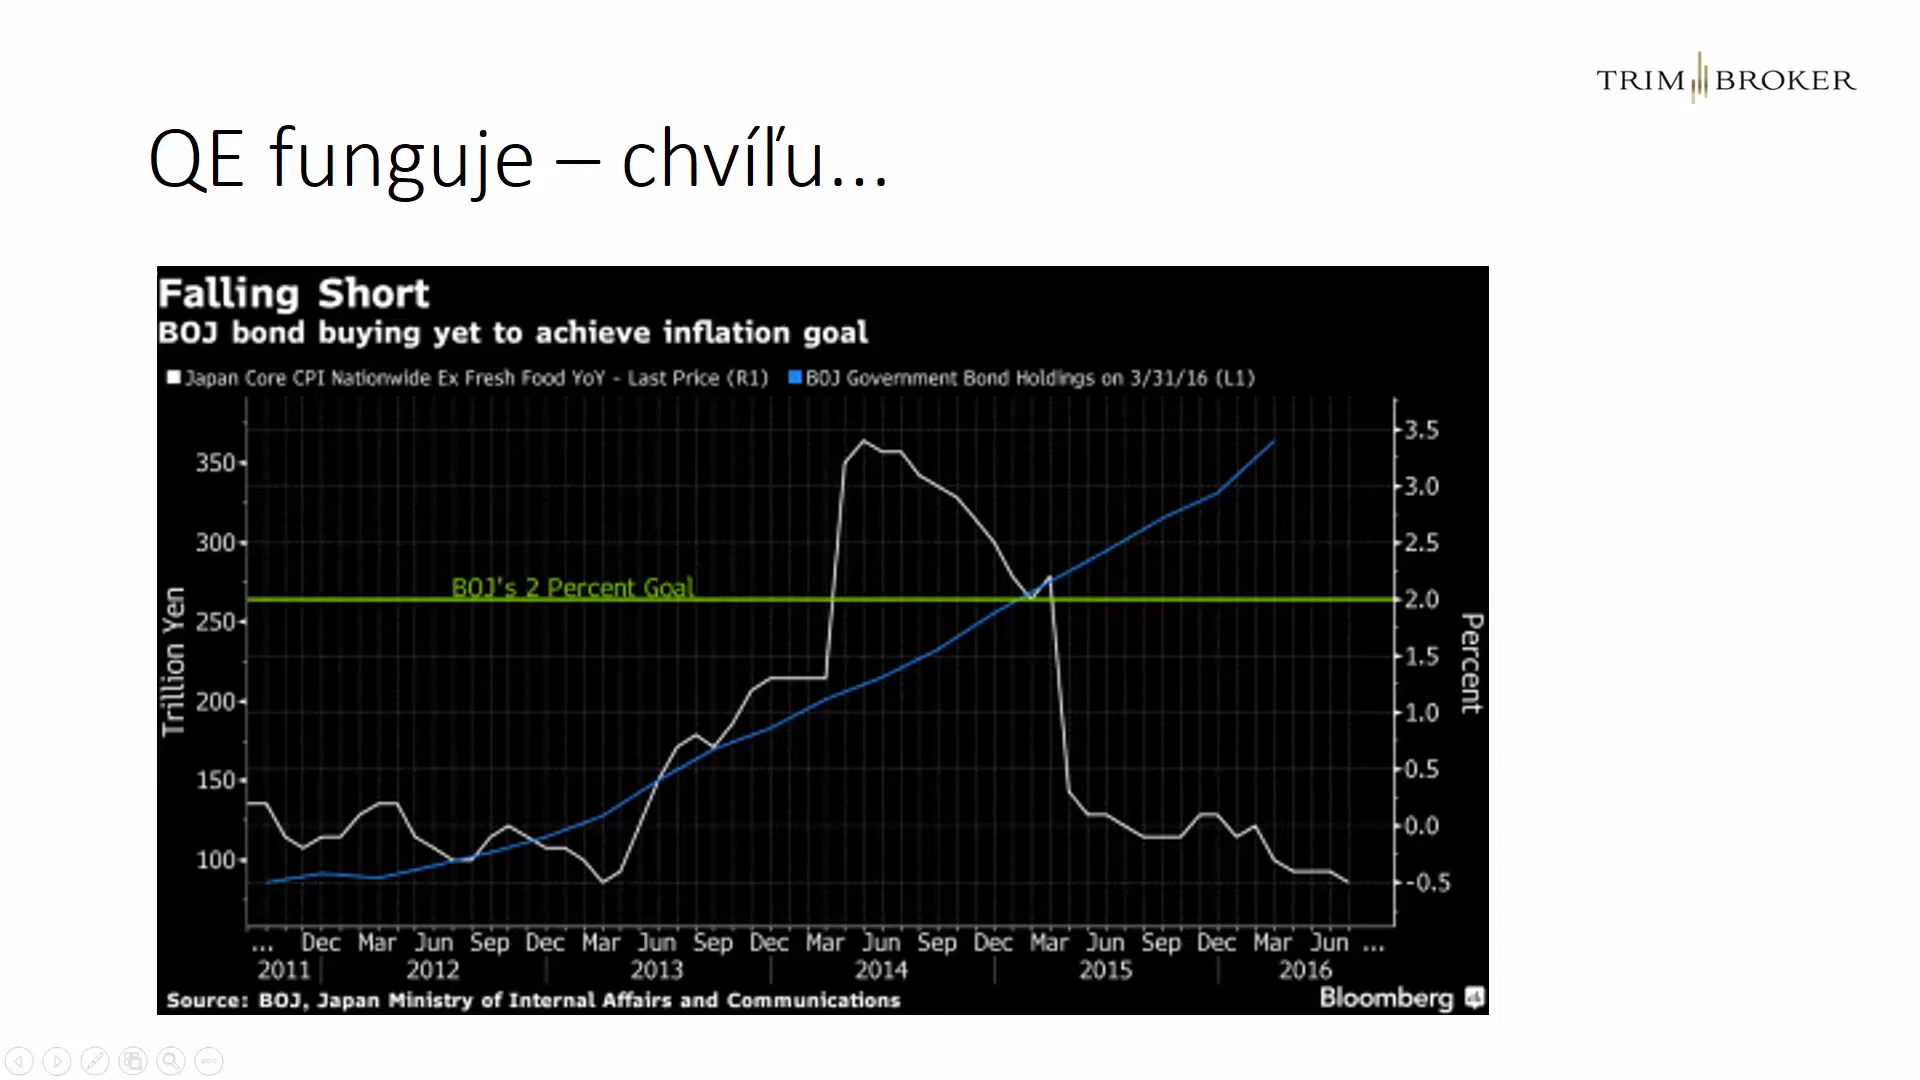 TRIM BROKER
QE funguje – chvíľu...
Falling Short
BOJ bond buying yet to achieve inflation goal
Japan Core CPI Nationwide Ex Fresh Food YoY - Last Price (R1) BOJ Government Bond Holdings on 3/31/16 (L1)
350
300
250
200
150
100
Trillion Yen
BOJ's 2 Percent Goal
3.5
3.0
2.5
2.0
1.5
1.0
0.5
0.0
-0.5
Percent
... Dec Mar Jun Sep Dec Mar Jun Sep Dec Mar Jun Sep Dec Mar Jun Sep Dec Mar Jun ...
2011 2012 2013 2014 2015 2016
Source: BOJ, Japan Ministry of Internal Affairs and Communications
Bloomberg